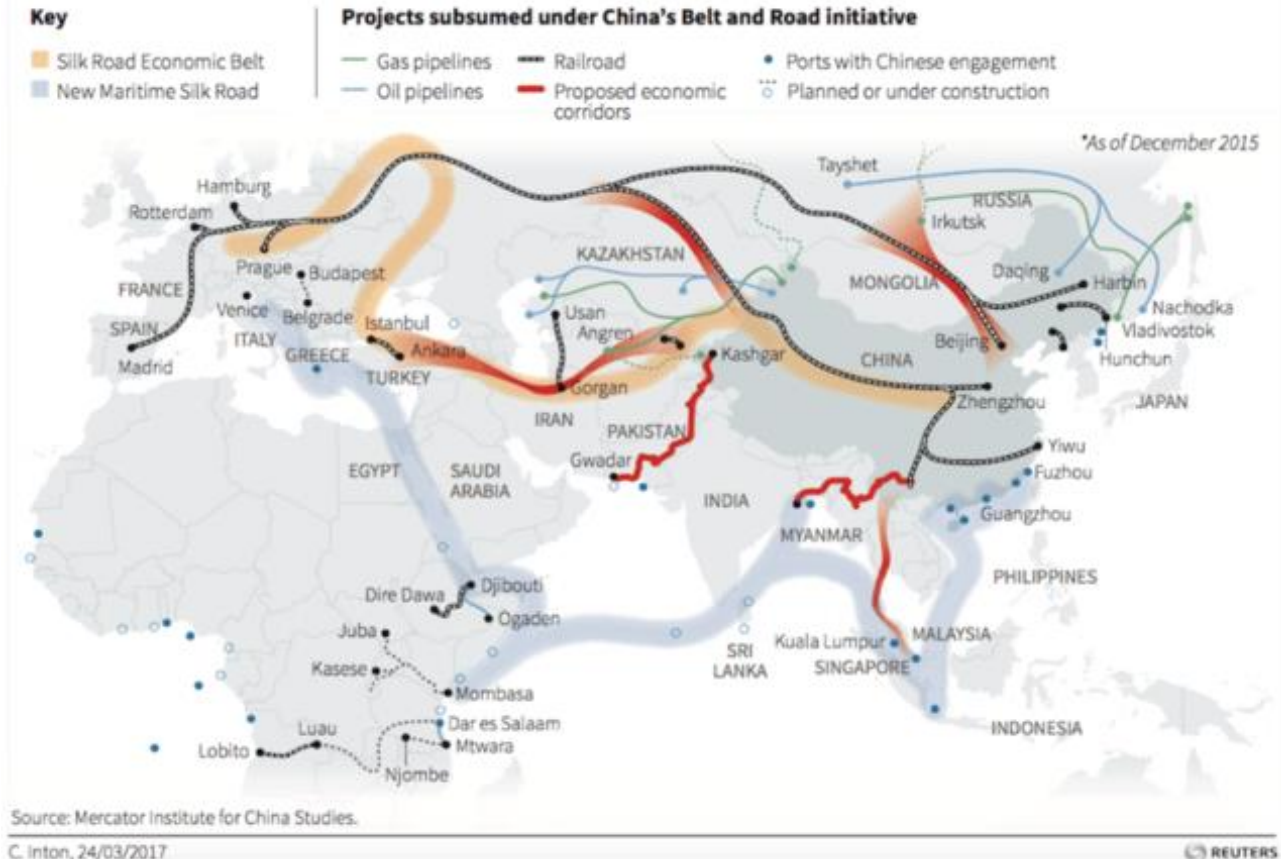 Key
Projects subsumed under China's Belt and Road initiative
Silk Road Economic Belt
New Maritime Silk Road
Gas pipelines
Oil pipelines
Railroad
Proposed economic
corridors
Ports with Chinese engagement
Planned or under construction
*As of December 2015
Tayshet
Hamburg
Rotterdam
RUSSIA
Irkutsk
KAZAKHSTAN
Prague
Budapest
MONGOLIA
Daqing
Harbin
FRANCE
Venice
Belgrade
Usan
Nachodka
SPAIN
ITALY
Istanbul
Angren
Vladivostok
Madrid
GREECE
Ankara
Kashgar
CHINA
Beijing
Hunchun
TURKEY
Gorgan
Zhengzhou
JAPAN
IRAN
PAKISTAN
Yiwu
EGYPT
SAUDI
ARABIA
Gwadar
Fuzhou
INDIA
Guangzhou
MYANMAR
PHILIPPINES
Dire Dawa
Djibouti
Ogaden
Juba
SRI
LANKA
Kuala Lumpur
MALAYSIA
SINGAPORE
Kasese
Mombasa
Luau
Dar es Salaam
INDONESIA
Lobito
Mtwara
Njombe
Source: Mercator Institute for China Studies.
C. Inton, 24/03/2017
REUTERS